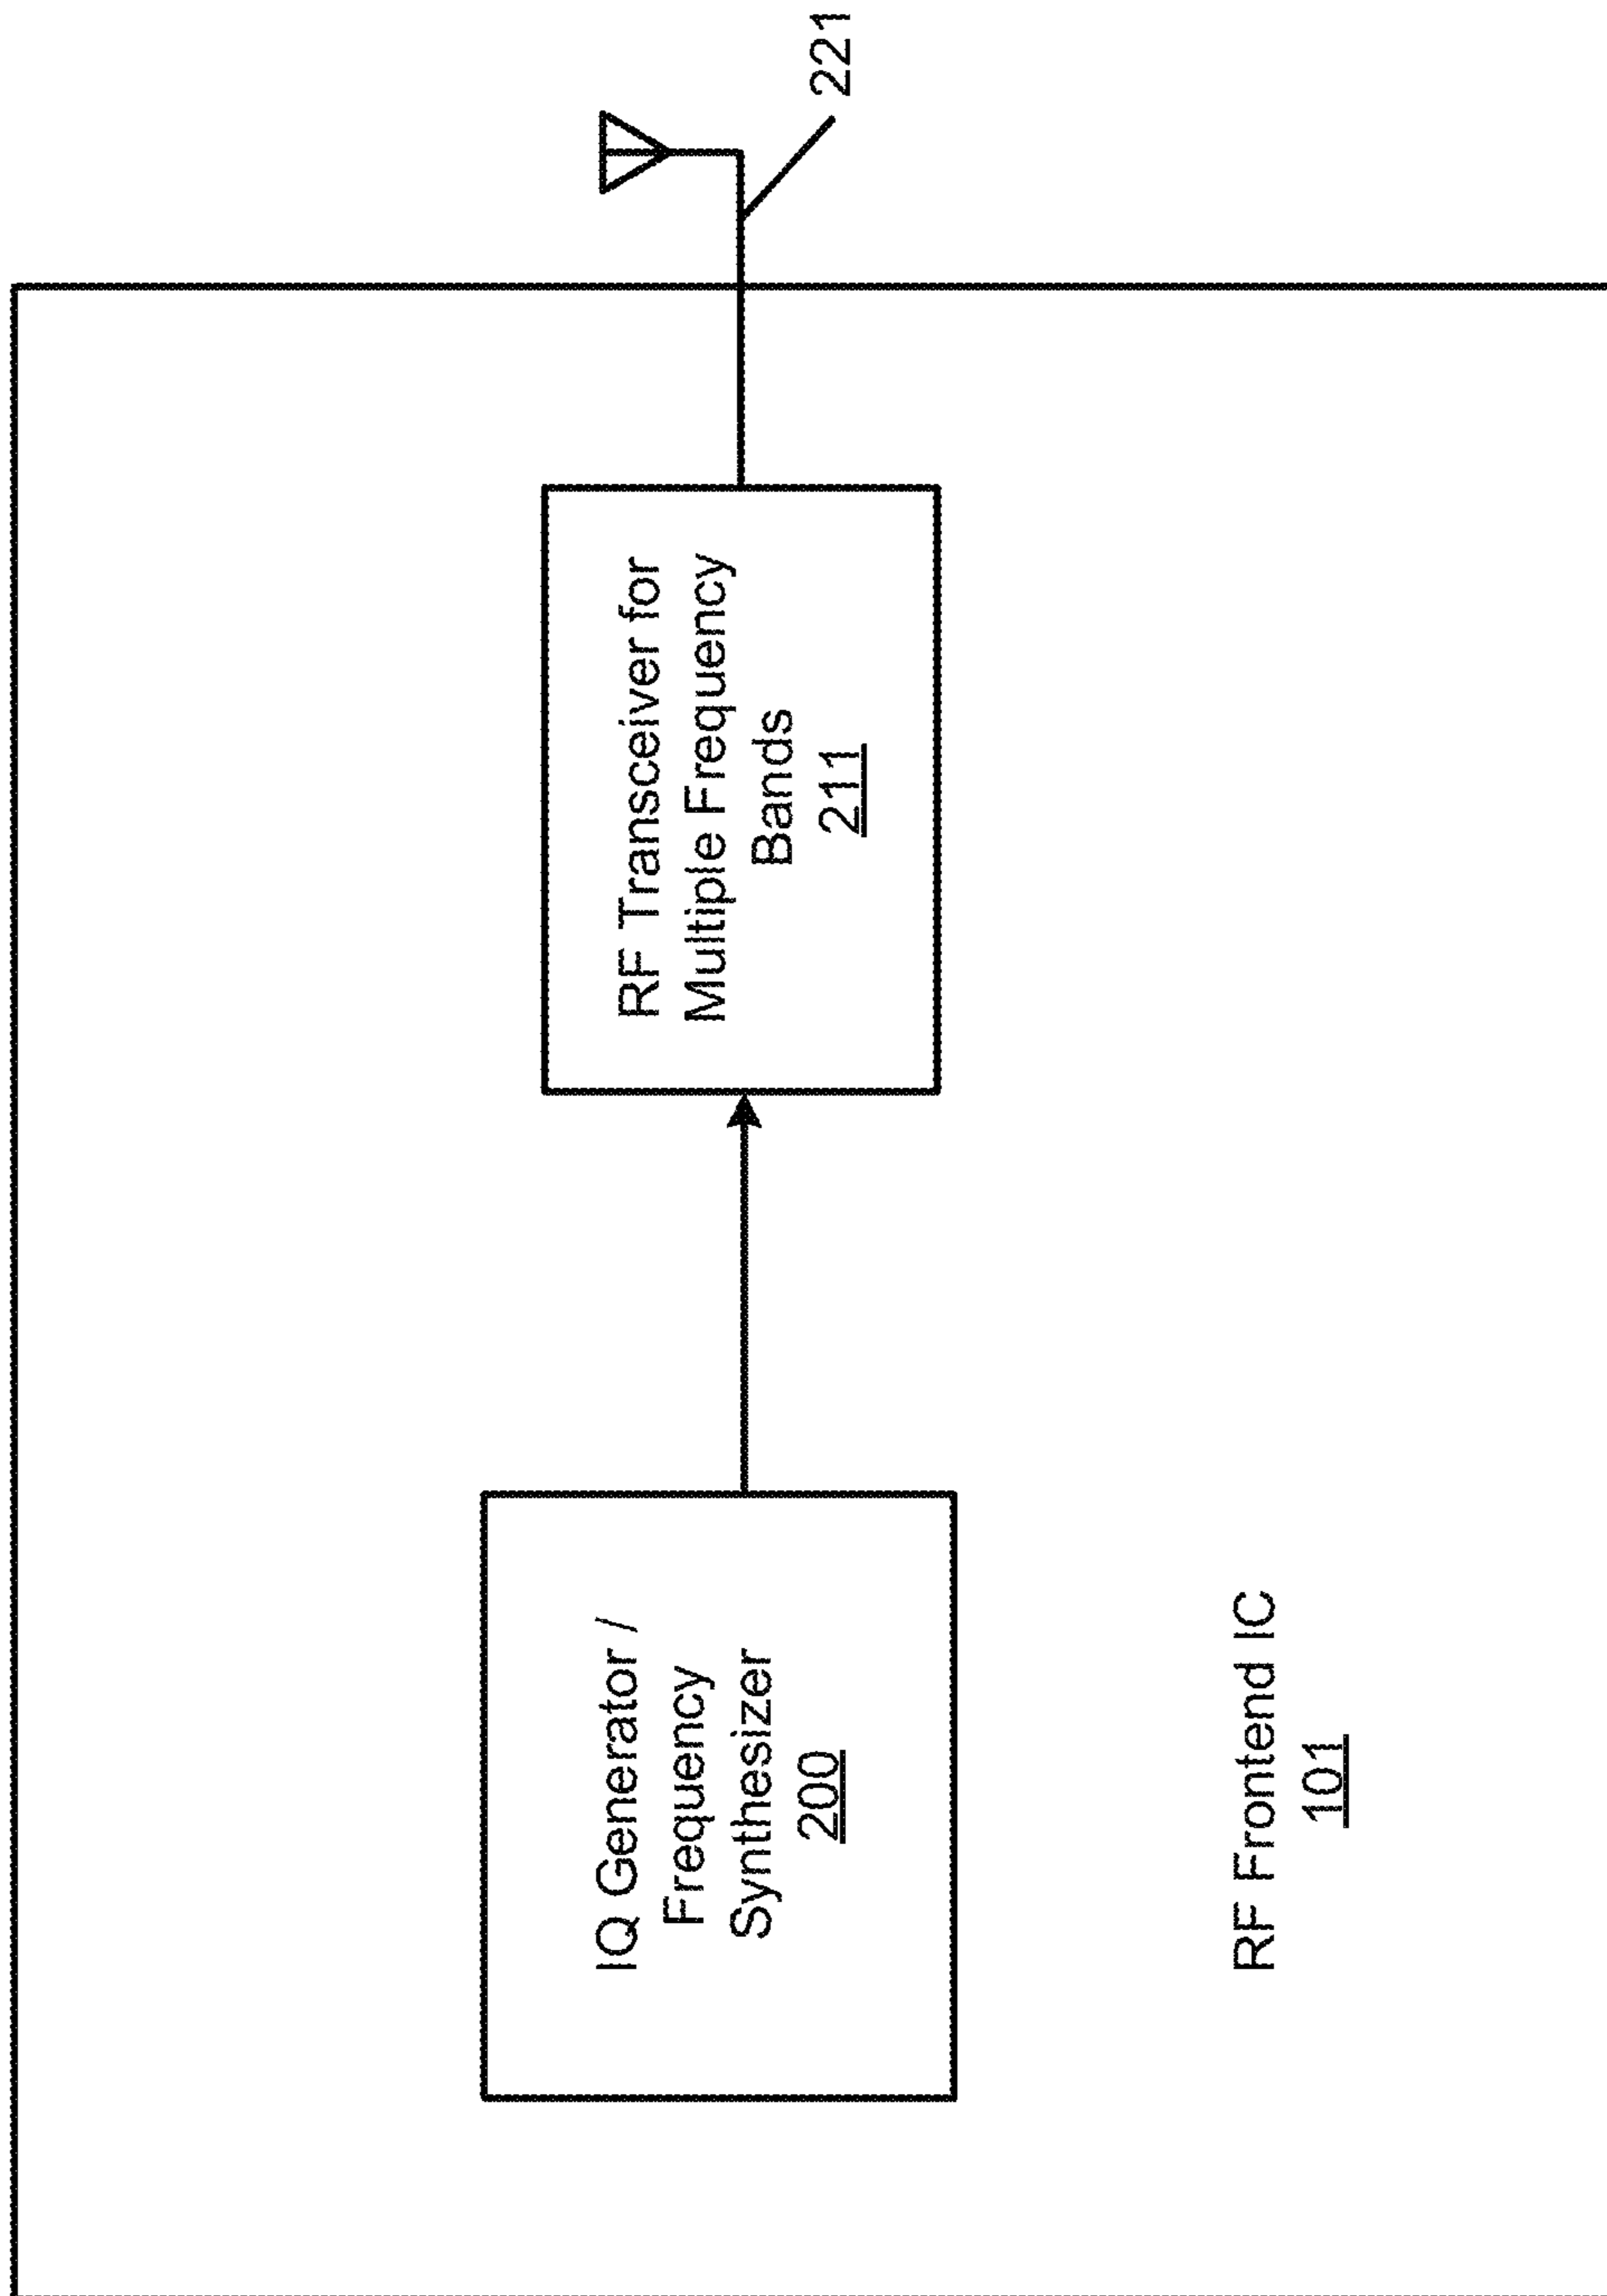 IQ Generator /
Frequency
Synthesizer
200
RF Transceiver for
Multiple Frequency
Bands
211
221
RF Frontend IC
101